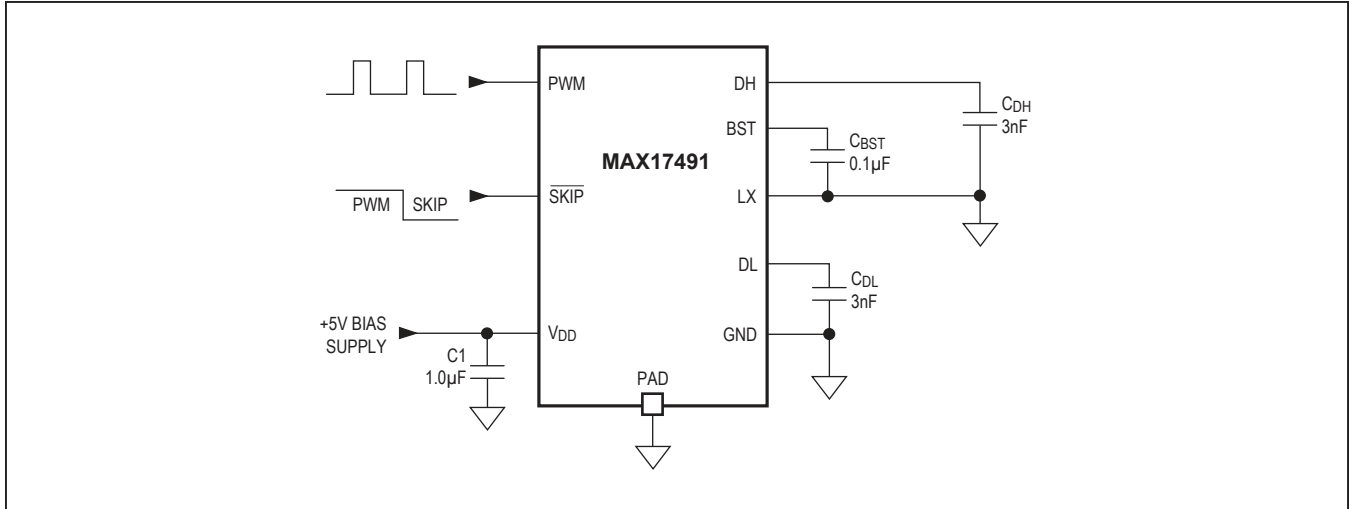 PWM
DH
CDH
3nF
BST
CBST
0.1µF
MAX17491
PWM SKIP
SKIP
LX
DL
CDL
3nF
+5V BIAS
SUPPLY
VDD
GND
C1
1.0µF
PAD